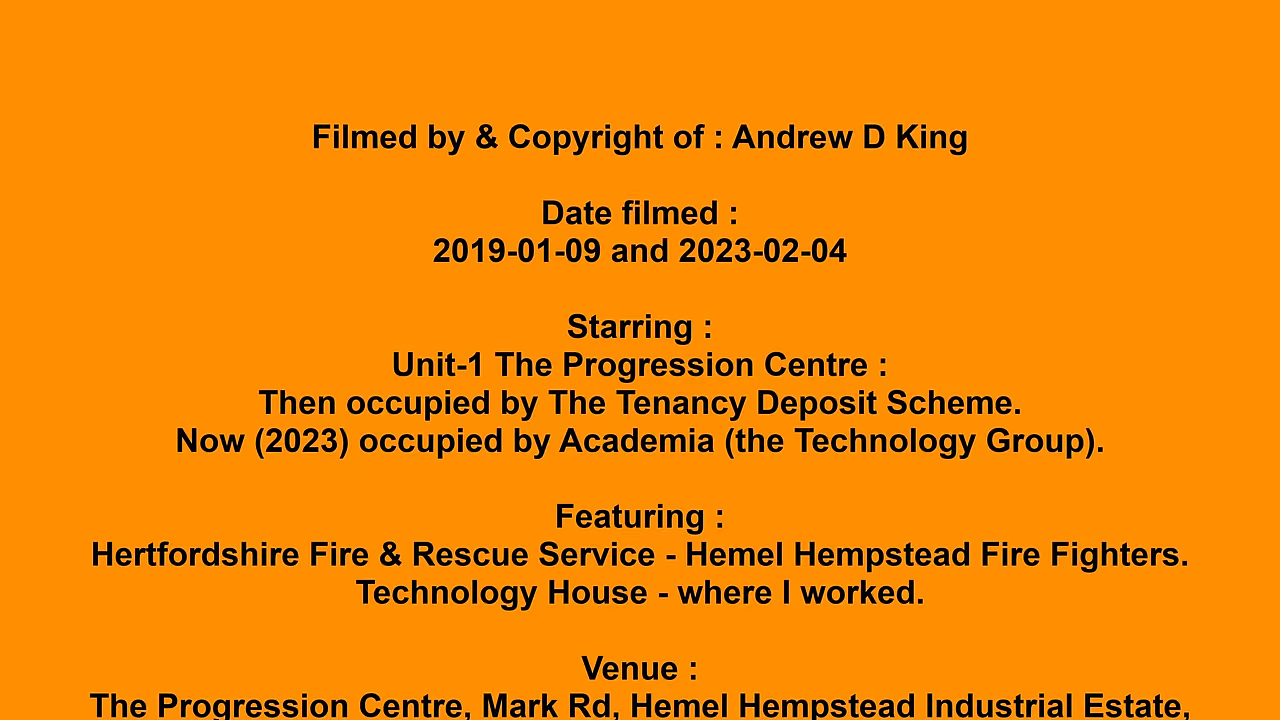 Filmed by & Copyright of : Andrew D King
Date filmed :
2019-01-09 and 2023-02-04
Starring :
Unit-1 The Progression Centre :
Then occupied by The Tenancy Deposit Scheme.
Now (2023) occupied by Academia (the Technology Group).
Featuring :
Hertfordshire Fire & Rescue Service - Hemel Hempstead Fire Fighters.
Technology House - where I worked.
Venue :
The Progression Centre, Mark Rd, Hemel Hempstead Industrial Estate,